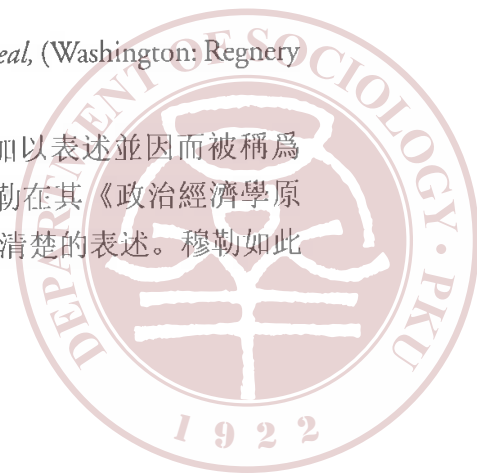 eal, (Washington: Regnery
加以表述並因而被稱爲
勒在其《政治經濟學原
清楚的表述。穆勒如此
DEPARTMENT OF SOCIOLOGY · PKU
1922